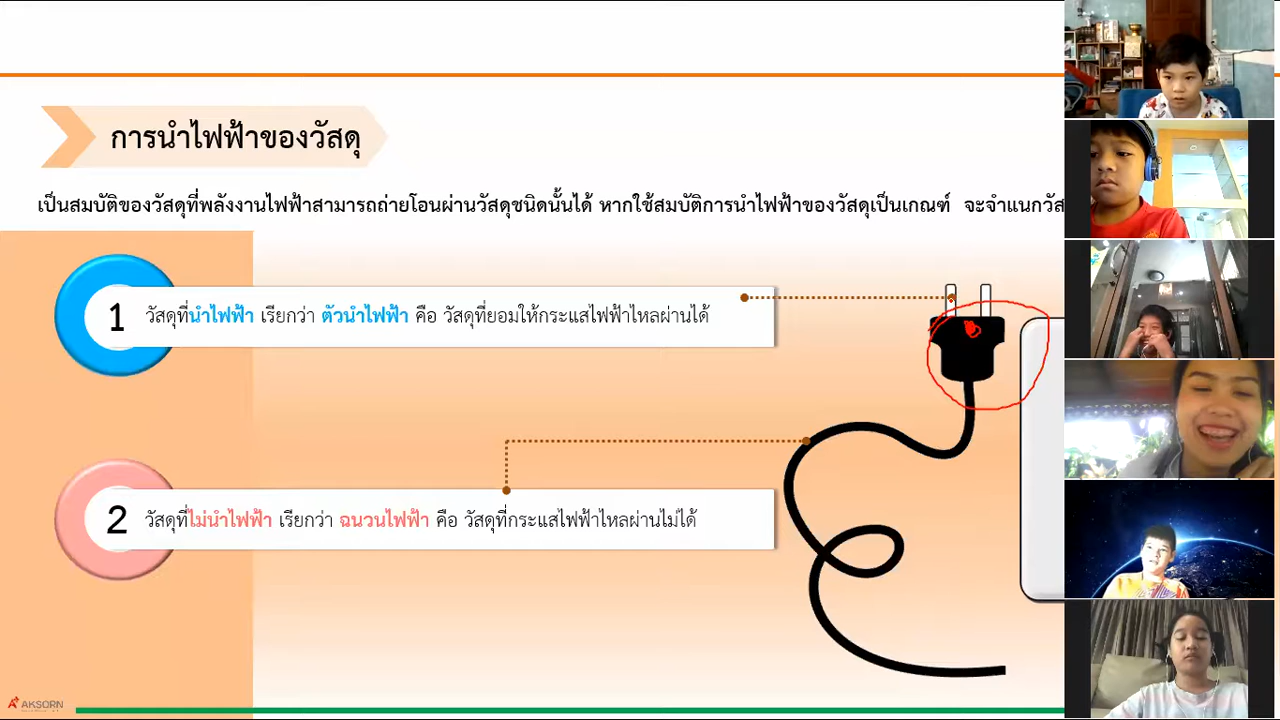 การนำไฟฟ้าของวัสดุ
เป็นสมบัติของวัสดุที่พลังงานไฟฟ้าสามารถถ่ายโอนผ่านวัสดุชนิดนั้นได้ หากใช้สมบัติการนำไฟฟ้าของวัสดุเป็นเกณฑ์ จะจำแนกวัส
1 วัสดุที่นำไฟฟ้า เรียกว่า ตัวนำไฟฟ้า คือ วัสดุที่ยอมให้กระแสไฟฟ้าไหลผ่านได้
2 วัสดุที่ไม่นำไฟฟ้า เรียกว่า ฉนวนไฟฟ้า คือ วัสดุที่กระแสไฟฟ้าไหลผ่านไม่ได้
AKSORN